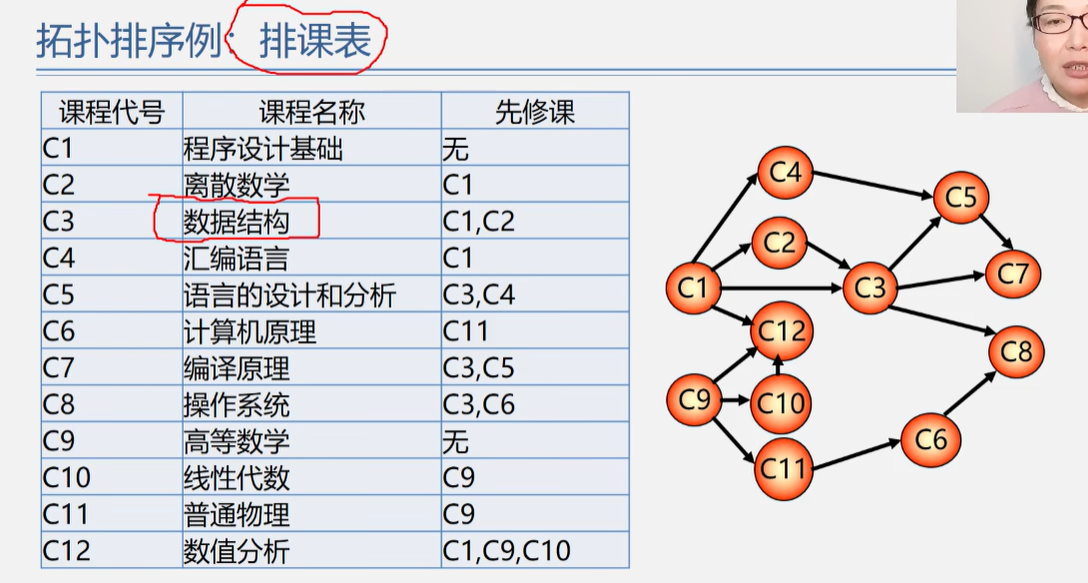 拓扑排序例：排课表
课程代号 课程名称 先修课
C1 程序设计基础 无
C2 离散数学 C1
C3 数据结构 C1,C2
C4 汇编语言 C1
C5 语言的设计和分析 C3,C4
C6 计算机原理 C11
C7 编译原理 C3,C5
C8 操作系统 C3,C6
C9 高等数学 无
C10 线性代数 C9
C11 普通物理 C9
C12 数值分析 C1,C9,C10
C4
C5
C2
C7
C1
C3
C12
C8
C9
C10
C6
C11